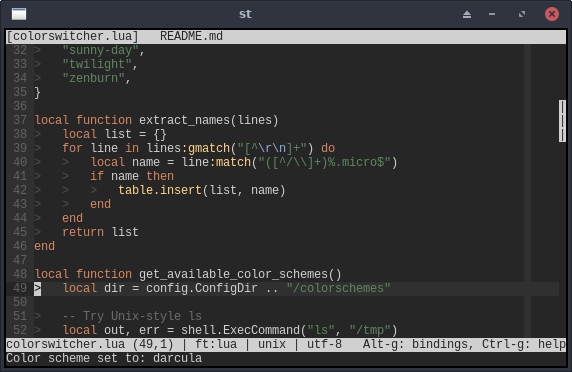 st
[colorswitcher.lua]   README.md
32 >   "sunny-day",
33 >   "twilight",
34 >   "zenburn",
35 }
36
37 local function extract_names(lines)
38 >   local list = {}
39 >   for line in lines:gmatch("[^\r\n]+") do
40 >   >   local name = line:match("([^/\\]+)%.micro$")
41 >   >   if name then
42 >   >   >   table.insert(list, name)
43 >   >   end
44 >   end
45 >   return list
46 end
47
48 local function get_available_color_schemes()
49 >   local dir = config.ConfigDir .. "/colorschemes"
50
51 >   -- Try Unix-style ls
52 >   local out, err = shell.ExecCommand("ls", "/tmp")
colorswitcher.lua (49,1) | ft:lua | unix | utf-8   Alt-g: bindings, Ctrl-g: help
Color scheme set to: darcula